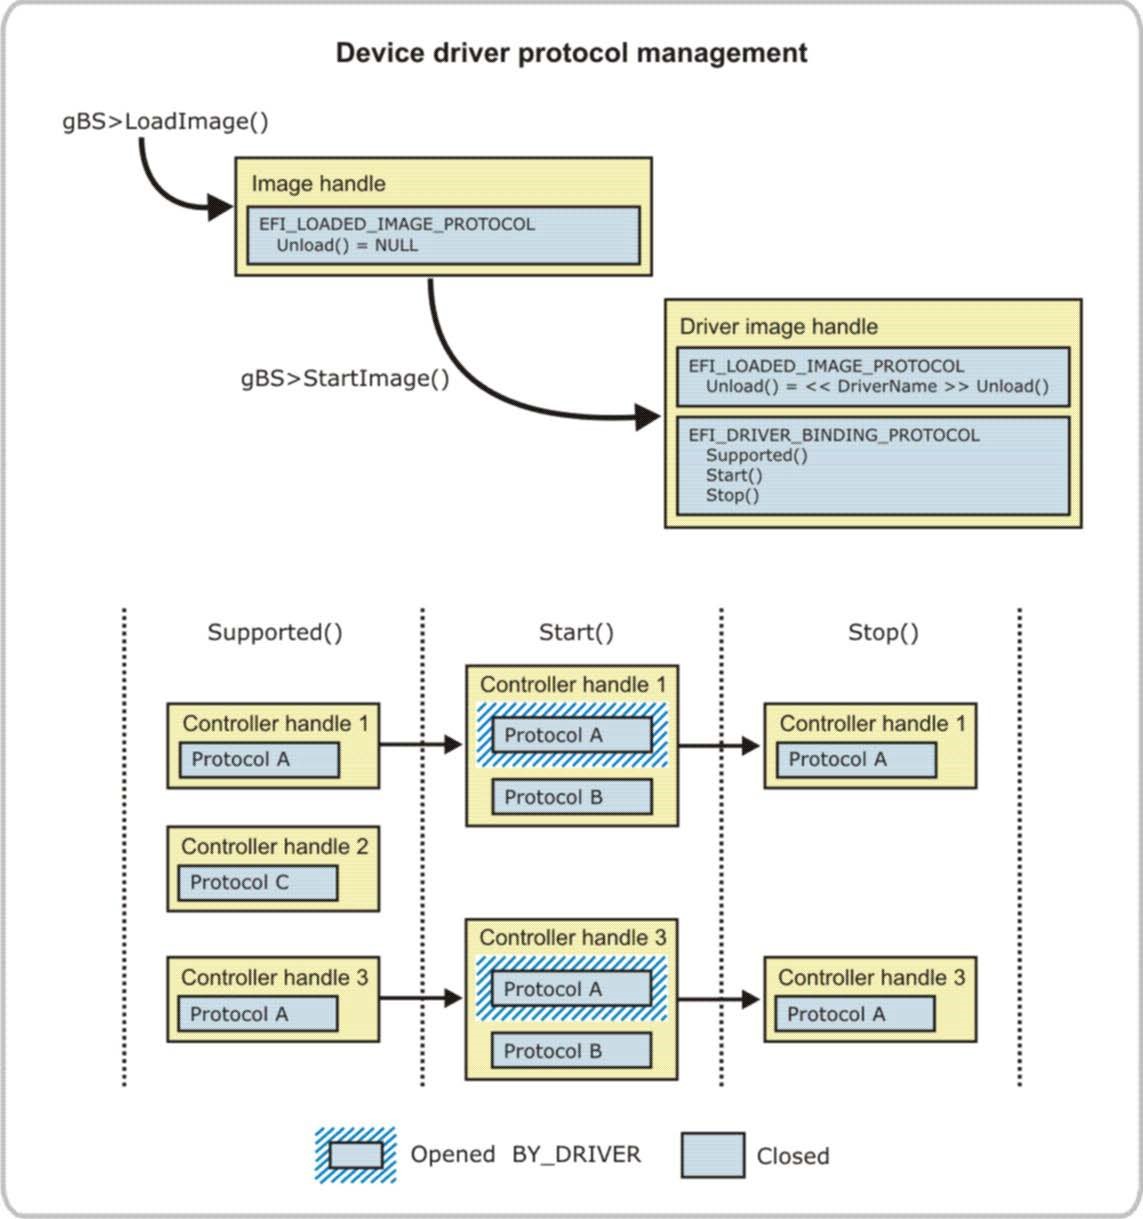 Device driver protocol management
gBS>LoadImage()
Image handle
EFI_LOADED_IMAGE_PROTOCOL
Unload() = NULL
gBS>StartImage()
Driver image handle
EFI_LOADED_IMAGE_PROTOCOL
Unload() = << DriverName >> Unload()
EFI_DRIVER_BINDING_PROTOCOL
Supported()
Start()
Stop()
Supported()
Controller handle 1
Protocol A
Controller handle 2
Protocol C
Controller handle 3
Protocol A
Start()
Controller handle 1
Protocol A
Protocol B
Controller handle 3
Protocol A
Protocol B
Stop()
Controller handle 1
Protocol A
Controller handle 3
Protocol A
Opened BY_DRIVER
Closed